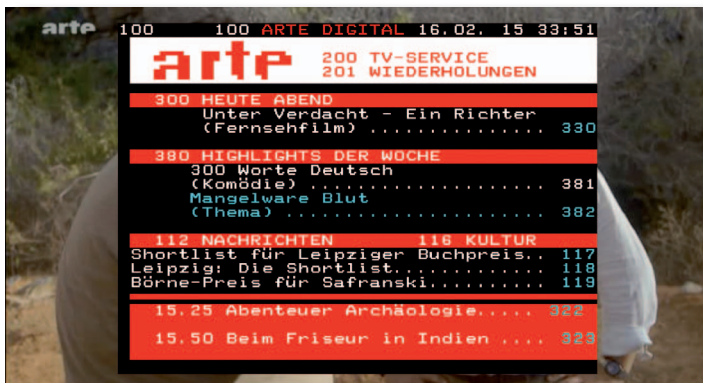 arte
100 100 ARTE DIGITAL 16.02. 15 33:51
arte
200 TV-SERVICE
201 WIEDERHOLUNGEN
300 HEUTE ABEND
Unter Verdacht - Ein Richter
(Fernsehfilm) ............... 330
380 HIGHLIGHTS DER WOCHE
300 Worte Deutsch
(Komödie) .................... 381
Mangelware Blut
(Thema) ...................... 382
112 NACHRICHTEN 116 KULTUR
Shortlist für Leipziger Buchpreis.. 117
Leipzig: Die Shortlist............ 118
Börne-Preis für Safranski......... 119
15.25 Abenteuer Archäologie..... 322
15.50 Beim Friseur in Indien .... 323